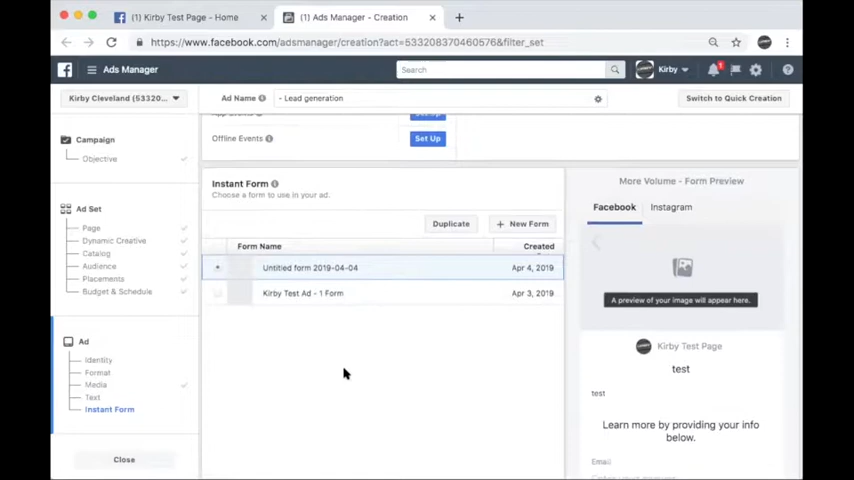 (1) Kirby Test Page - Home
(1) Ads Manager - Creation
https://www.facebook.com/adsmanager/creation?act=533208370460576&filter_set
Ads Manager
Search
Kirby
1
Kirby Cleveland (53320...
Ad Name
- Lead generation
Switch to Quick Creation
Campaign
Objective
Ad Set
Page
Dynamic Creative
Catalog
Audience
Placements
Budget & Schedule
Ad
Identity
Format
Media
Text
Instant Form
Close
Offline Events
Set Up
Instant Form
Choose a form to use in your ad.
Duplicate
+ New Form
Form Name
Created
Untitled form 2019-04-04
Apr 4, 2019
Kirby Test Ad - 1 Form
Apr 3, 2019
More Volume - Form Preview
Facebook
Instagram
A preview of your image will appear here.
Kirby Test Page
test
test
Learn more by providing your info
below.
Email